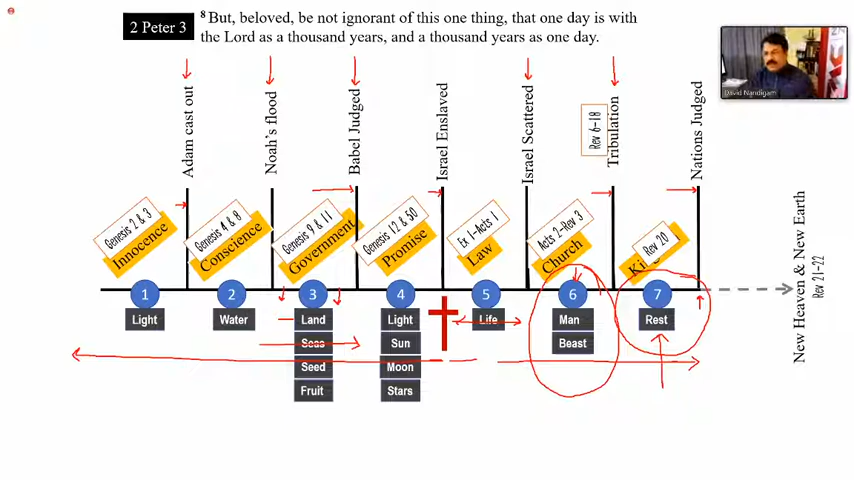 2 Peter 3
8 But, beloved, be not ignorant of this one thing, that one day is with
the Lord as a thousand years, and a thousand years as one day.
David Nandigam
Adam cast out
Noah's flood
Babel Judged
Israel Enslaved
Israel Scattered
Tribulation
Rev 6-18
Nations Judged
Genesis 2 & 3
Innocence
Genesis 4 & 8
Conscience
Genesis 9 & 11
Government
Genesis 12 & 50
Promise
Ex 1-Acts 1
Law
Acts 2-Rev 3
Church
Rev 20
Ki
New Heaven & New Earth
Rev 21-22
1
2
3
4
5
6
7
Light
Water
Land
Seas
Seed
Fruit
Light
Sun
Moon
Stars
Life
Man
Beast
Rest